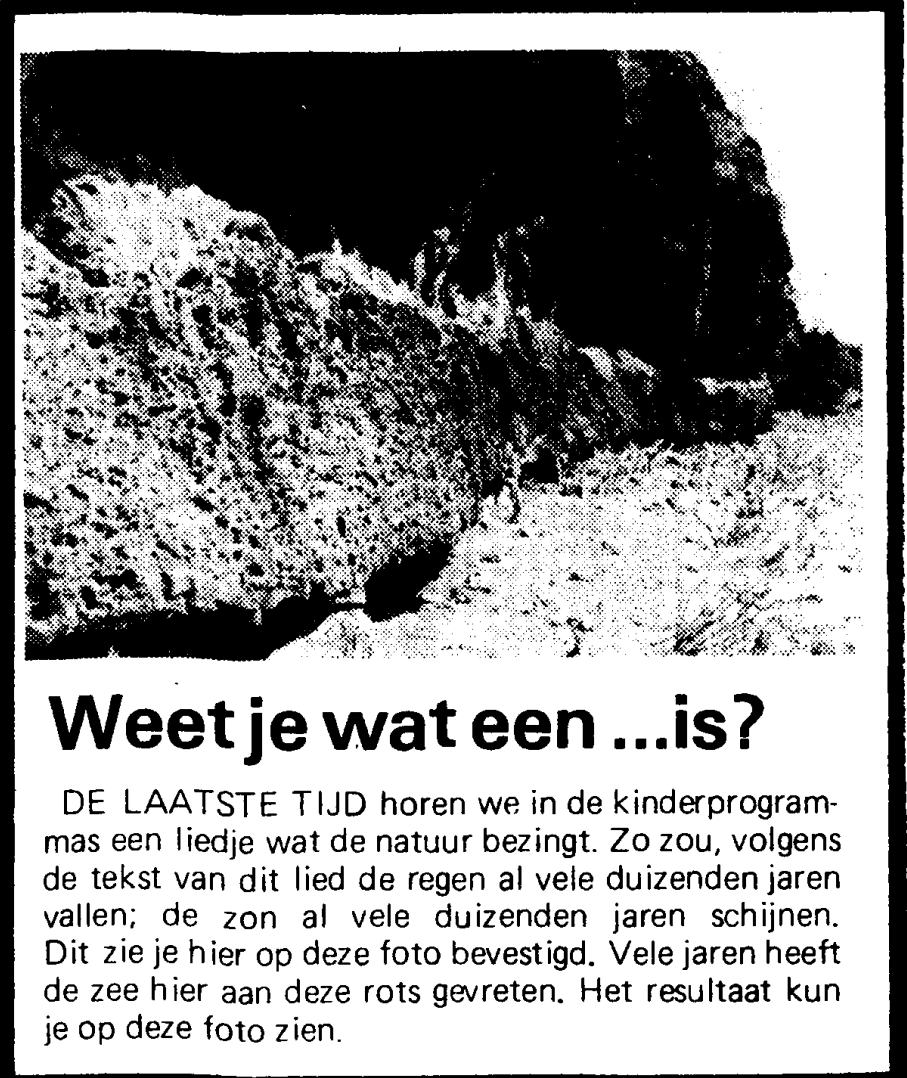 Weet je wat een ...is?
DE LAATSTE TIJD horen we in de kinderprogram-
mas een liedje wat de natuur bezingt. Zo zou, volgens
de tekst van dit lied de regen al vele duizenden jaren
vallen; de zon al vele duizenden jaren schijnen.
Dit zie je hier op deze foto bevestigd. Vele jaren heeft
de zee hier aan deze rots gevreten. Het resultaat kun
je op deze foto zien.